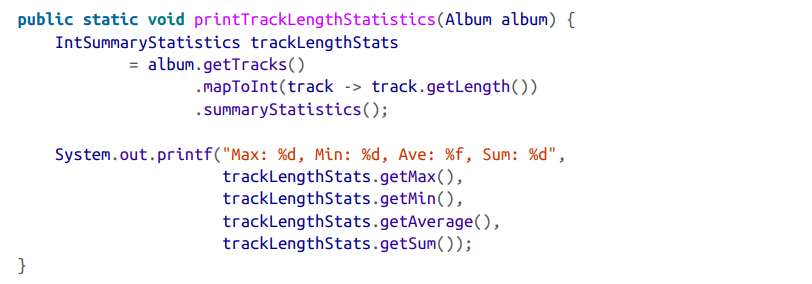 public static void printTrackLengthStatistics(Album album) {
    IntSummaryStatistics trackLengthStats
            = album.getTracks()
                   .mapToInt(track -> track.getLength())
                   .summaryStatistics();

    System.out.printf("Max: %d, Min: %d, Ave: %f, Sum: %d",
                      trackLengthStats.getMax(),
                      trackLengthStats.getMin(),
                      trackLengthStats.getAverage(),
                      trackLengthStats.getSum());
}